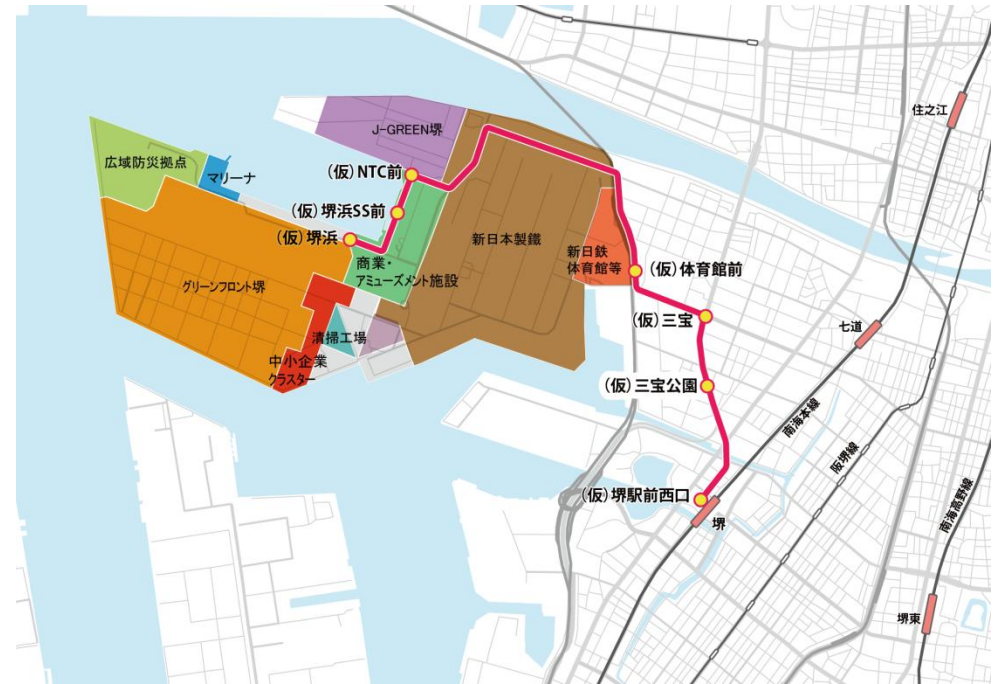 住之江
J-GREEN堺
広域防災拠点
マリーナ
(仮)NTC前
(仮)堺浜SS前
(仮)堺浜
新日本製鐵
新日鉄
体育館等
(仮)体育館前
商業・
アミューズメント施設
グリーンフロント堺
(仮)三宝
七道
清掃工場
中小企業
クラスター
(仮)三宝公園
南海本線
阪堺線
南海高野線
(仮)堺駅前西口
堺
堺東